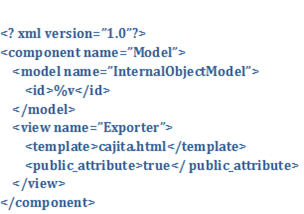 <? xml version=”1.0”?>
<component name=”Model”>
<model name=”InternalObjectModel”>
<id>%v</id>
</model>
<view name=”Exporter”>
<template>cajita.html</template>
<public_attribute>true</ public_attribute>
</view>
</component>